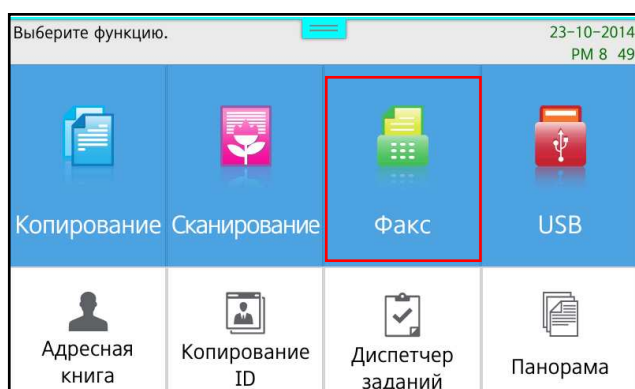 Выберите функцию.
23-10-2014
PM 8 49
Копирование
Сканирование
Факс
USB
Адресная
книга
Копирование
ID
Диспетчер
заданий
Панорама